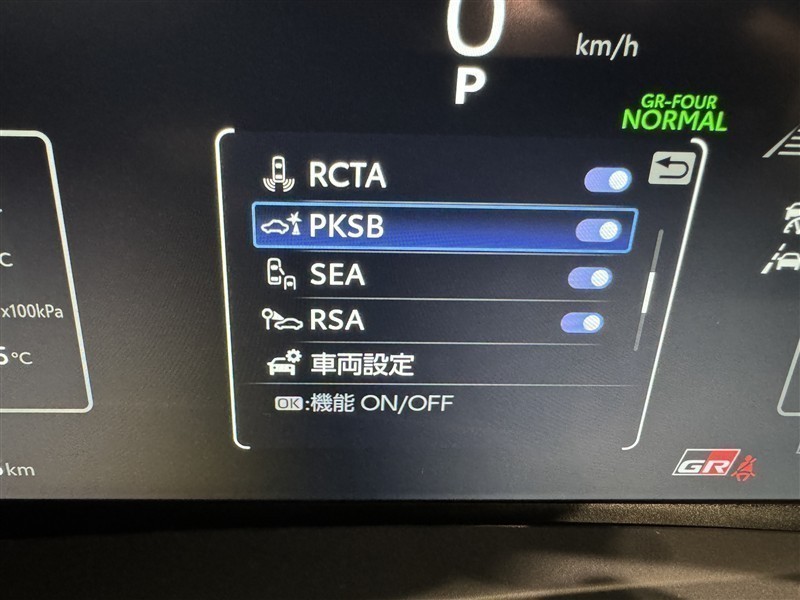 0
km/h
P
GR-FOUR
NORMAL
RCTA
PKSB
SEA
RSA
車両設定
OK:機能 ON/OFF
°C
x100kPa
°C
km
GR